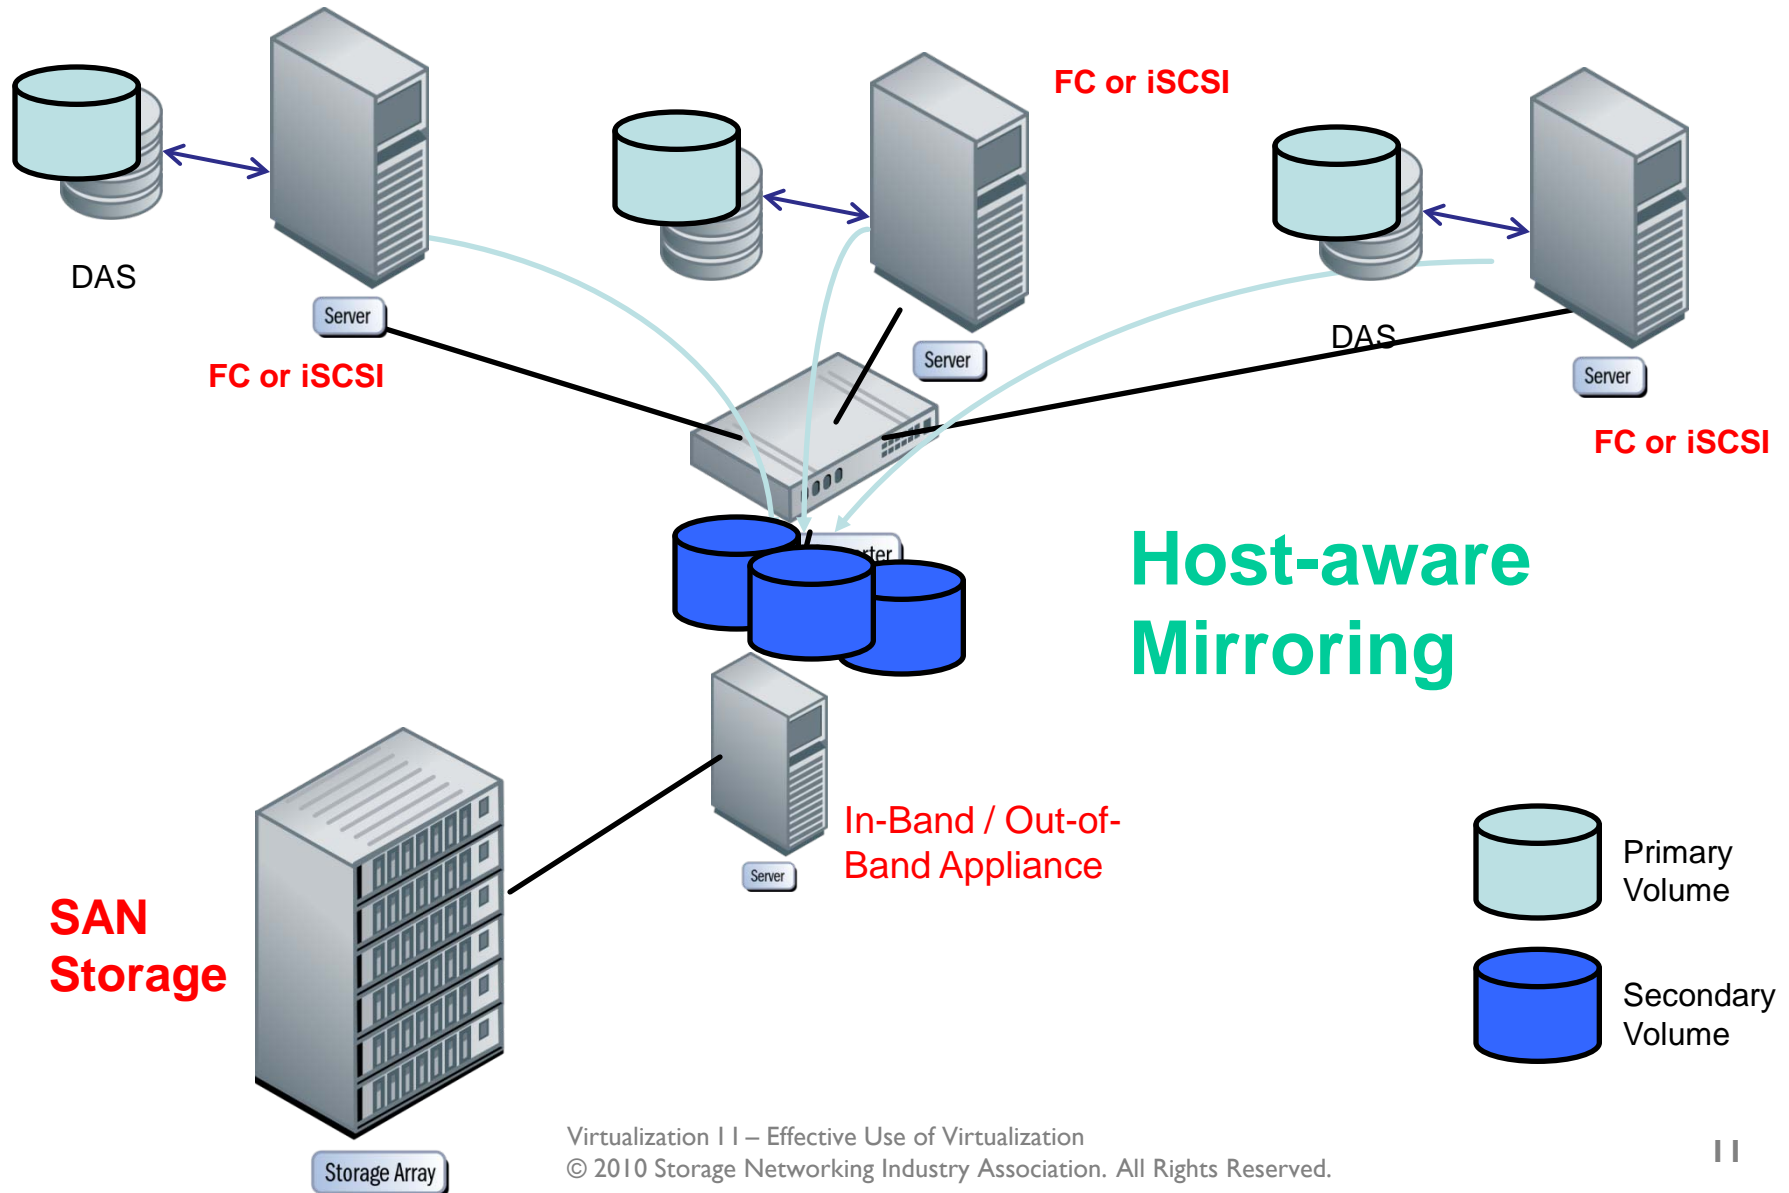 FC or iSCSI
DAS
Server
FC or iSCSI
Server
DAS
Server
FC or iSCSI
Host-aware
Mirroring
In-Band / Out-of-
Band Appliance
Server
SAN
Storage
Storage Array
Primary
Volume
Secondary
Volume
Virtualization II – Effective Use of Virtualization
© 2010 Storage Networking Industry Association. All Rights Reserved.
11